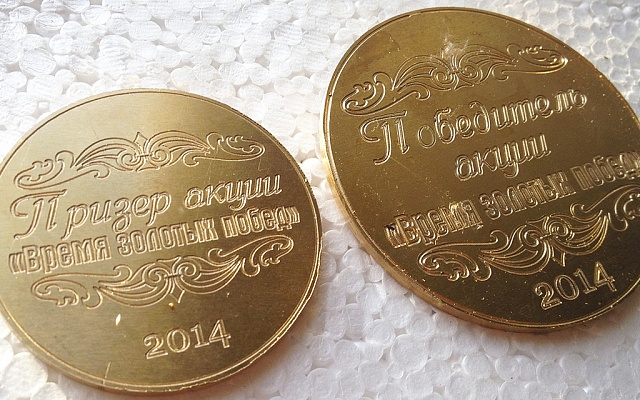 Призер акции
«Время золотых побед»
2014
Победитель
акции
«Время золотых побед
2014